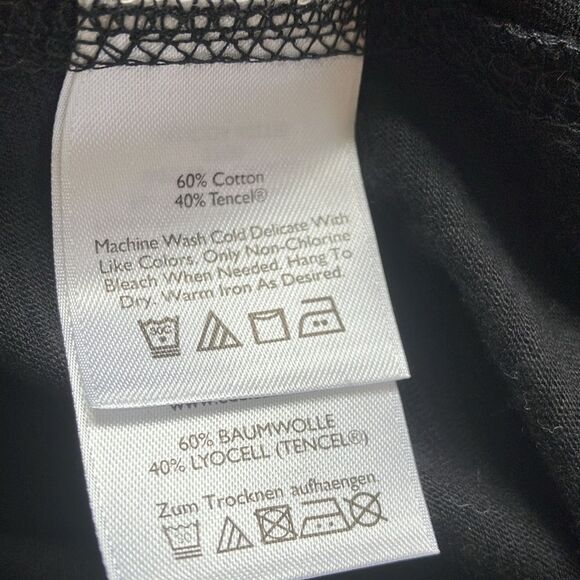 60% Cotton
40% Tencel®
Machine Wash Cold Delicate With
Like Colors. Only Non-Chlorine
Bleach When Needed. Hang To
Dry. Warm Iron As Desired.
30C
60% BAUMWOLLE
40% LYOCELL (TENCEL®)
Zum Trocknen aufhaengen.